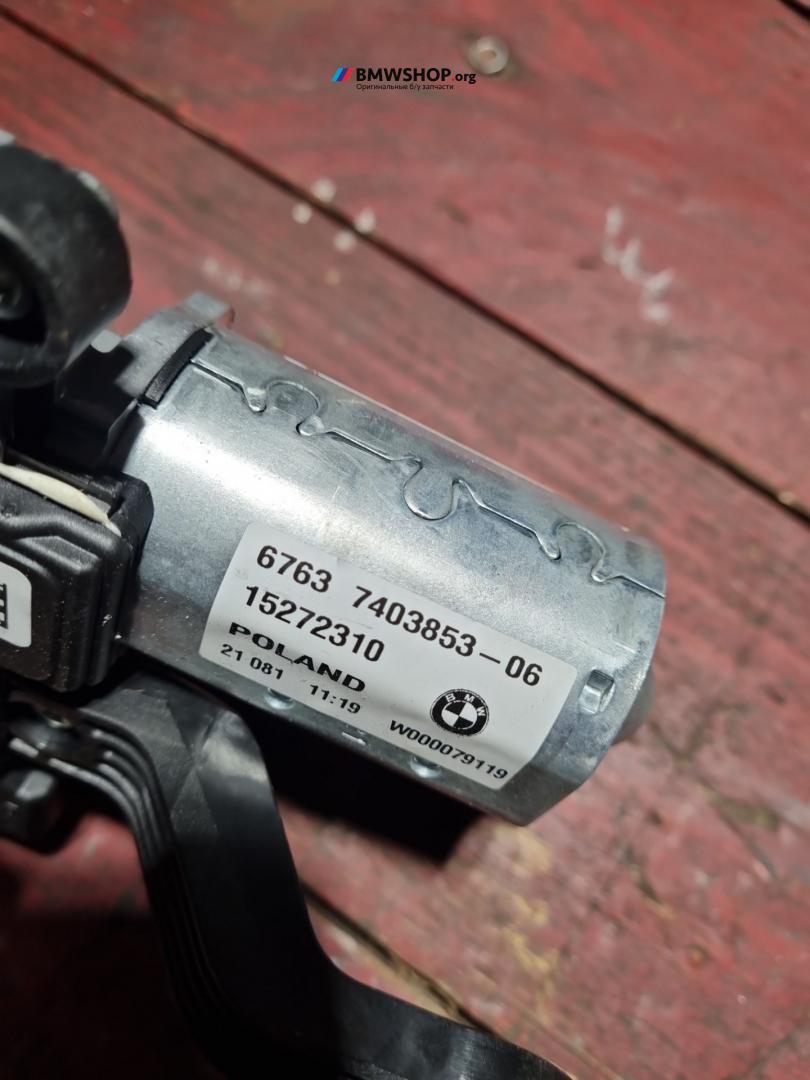 BMWSHOP.org
Оригинальные б/у запчасти
6763 7403853-06
15272310
POLAND
21 081 11:19
BMW
W000079119